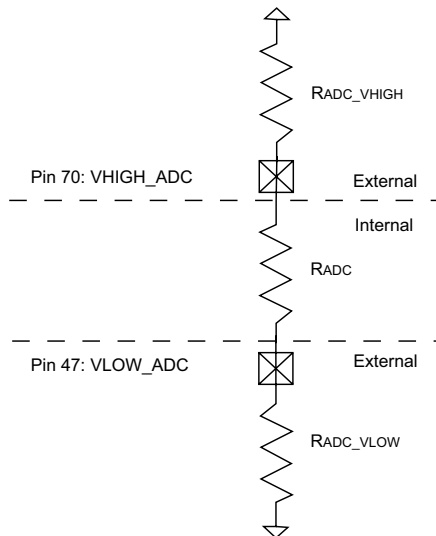 RADC_VHIGH
Pin 70: VHIGH_ADC
External
Internal
RADC
External
Pin 47: VLOW_ADC
RADC_VLOW